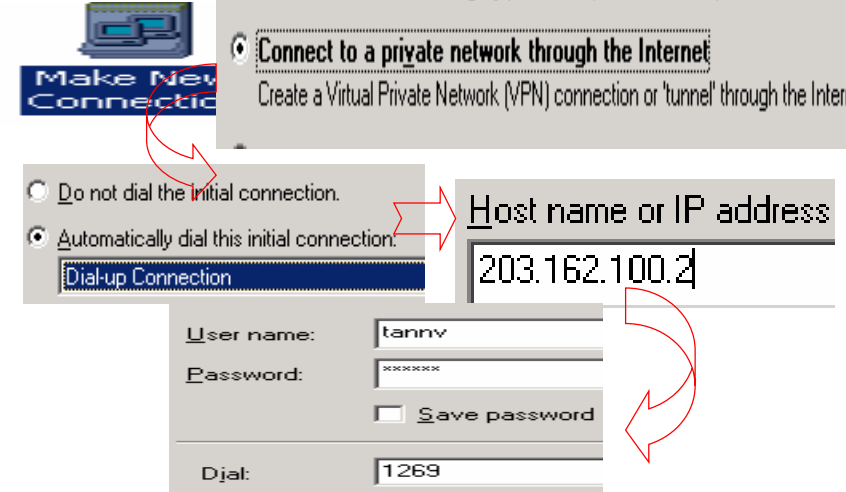 Make New
Connectio
Connect to a private network through the Internet
Create a Virtual Private Network (VPN) connection or 'tunnel' through the Inter
Do not dial the initial connection.
Automatically dial this initial connection:
Dial-up Connection
Host name or IP address
203.162.100.2
User name:
tannv
Password:
******
Save password
Dial:
1269